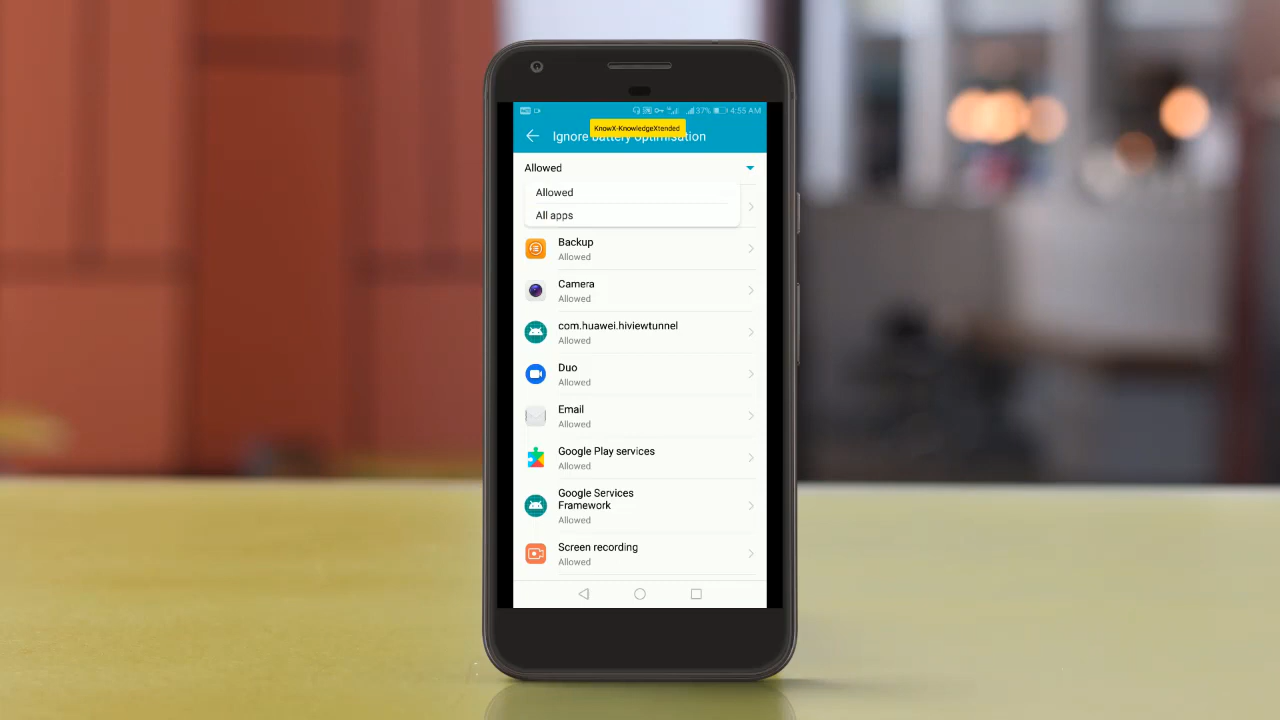 37% 4:55 AM
KnowX-KnowledgeXtended
Ignore battery optimisation
Allowed
Allowed
All apps
Backup
Allowed
Camera
Allowed
com.huawei.hiviewtunnel
Allowed
Duo
Allowed
Email
Allowed
Google Play services
Allowed
Google Services
Framework
Allowed
Screen recording
Allowed